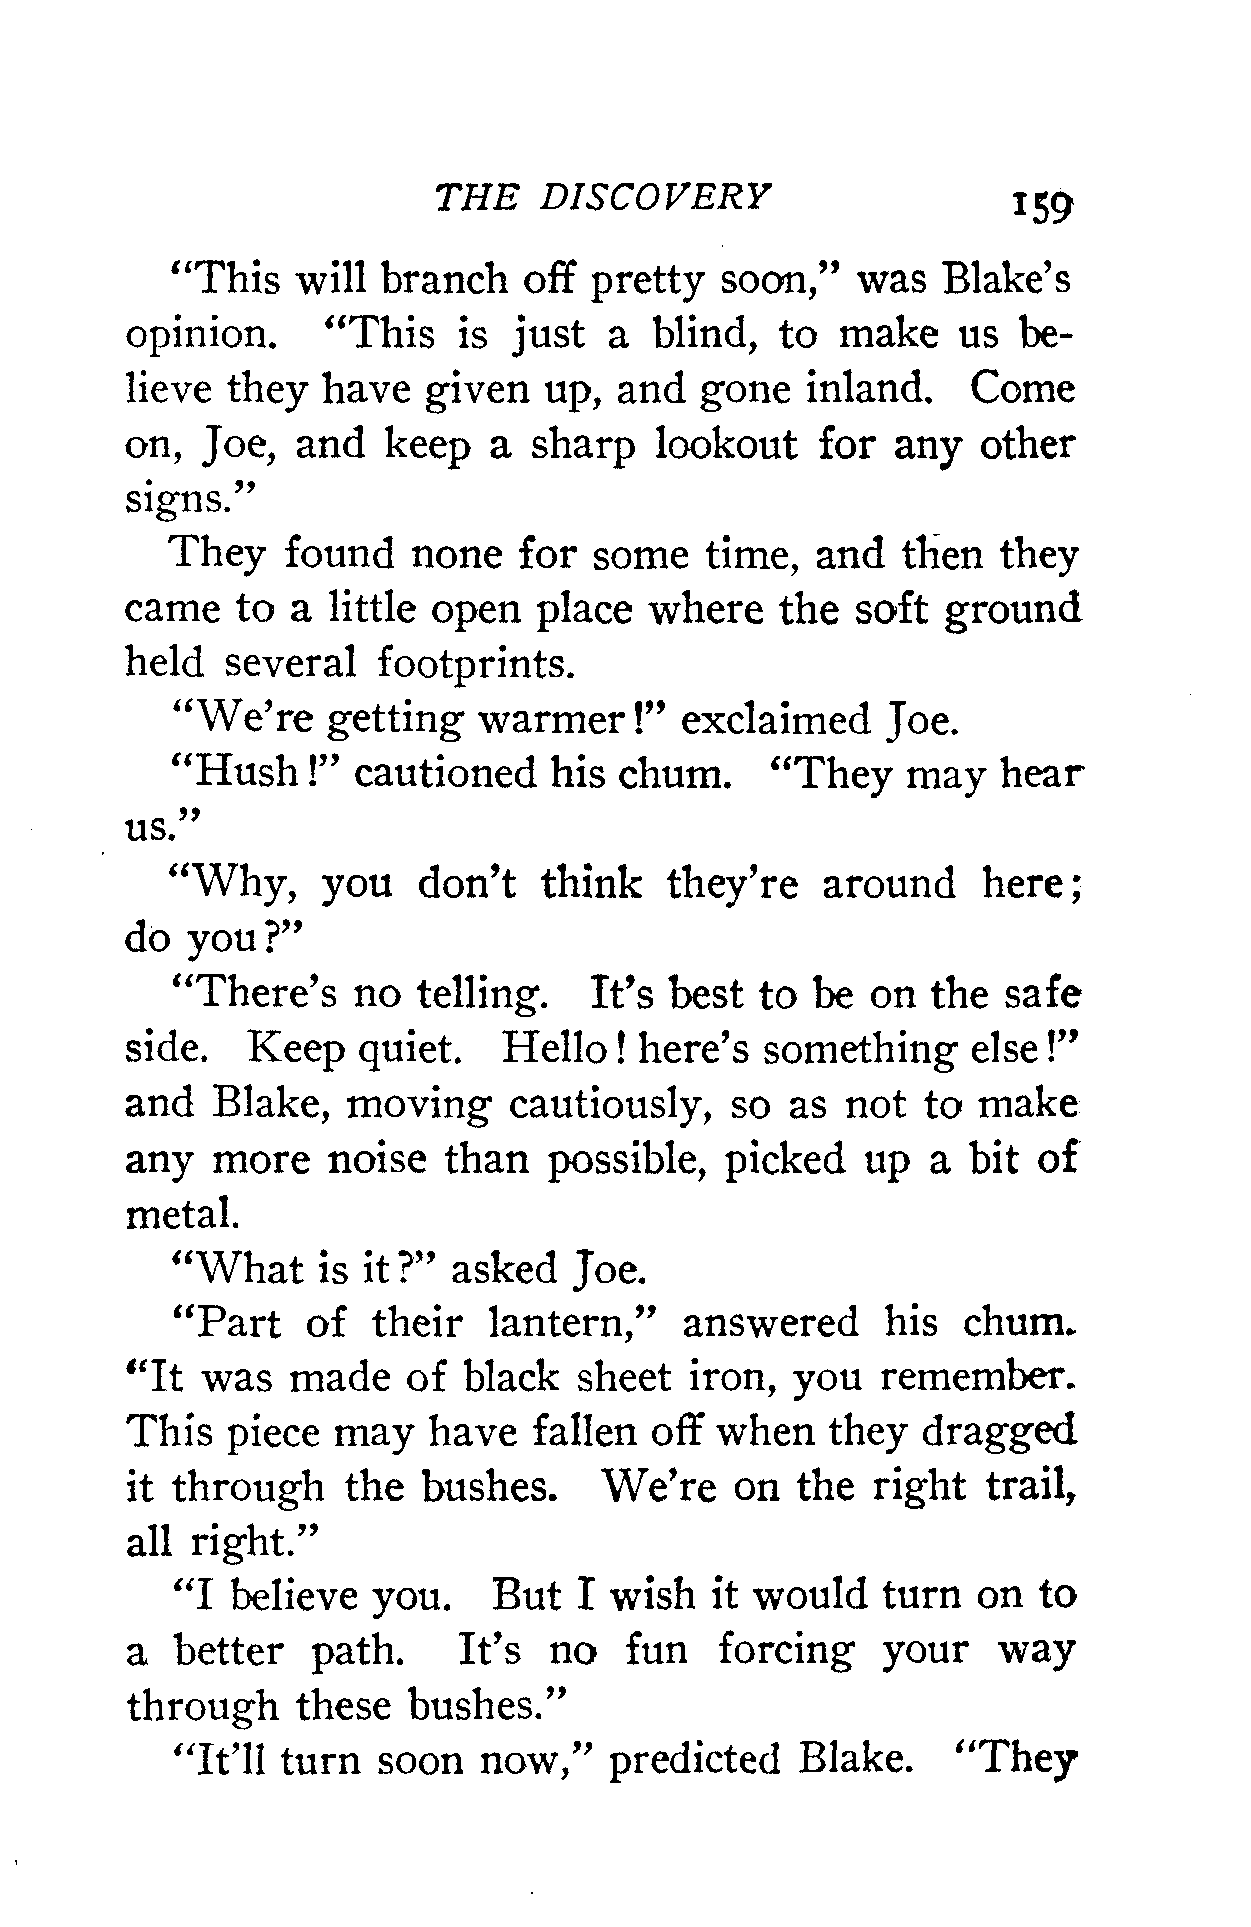 THE DISCOVERY 159
"This will branch off pretty soon," was Blake's
opinion. "This is just a blind, to make us be-
lieve they have given up, and gone inland. Come
on, Joe, and keep a sharp lookout for any other
signs."
They found none for some time, and then they
came to a little open place where the soft ground
held several footprints.
"We're getting warmer!" exclaimed Joe.
"Hush!" cautioned his chum. "They may hear
us."
"Why, you don't think they're around here;
do you?"
"There's no telling. It's best to be on the safe
side. Keep quiet. Hello! here's something else!"
and Blake, moving cautiously, so as not to make
any more noise than possible, picked up a bit of
metal.
"What is it?" asked Joe.
"Part of their lantern," answered his chum.
"It was made of black sheet iron, you remember.
This piece may have fallen off when they dragged
it through the bushes. We're on the right trail,
all right."
"I believe you. But I wish it would turn on to
a better path. It's no fun forcing your way
through these bushes."
"It'll turn soon now," predicted Blake. "They